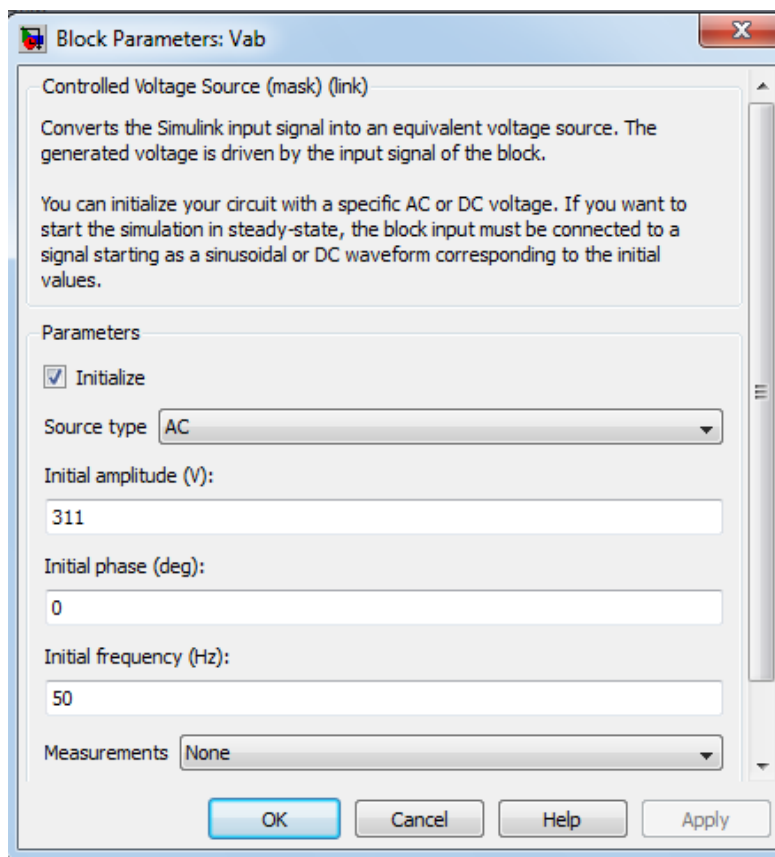 Block Parameters: Vab
Controlled Voltage Source (mask) (link)
Converts the Simulink input signal into an equivalent voltage source. The
generated voltage is driven by the input signal of the block.
You can initialize your circuit with a specific AC or DC voltage. If you want to
start the simulation in steady-state, the block input must be connected to a
signal starting as a sinusoidal or DC waveform corresponding to the initial
values.
Parameters
Initialize
Source type AC
Initial amplitude (V):
311
Initial phase (deg):
0
Initial frequency (Hz):
50
Measurements None
OK Cancel Help Apply